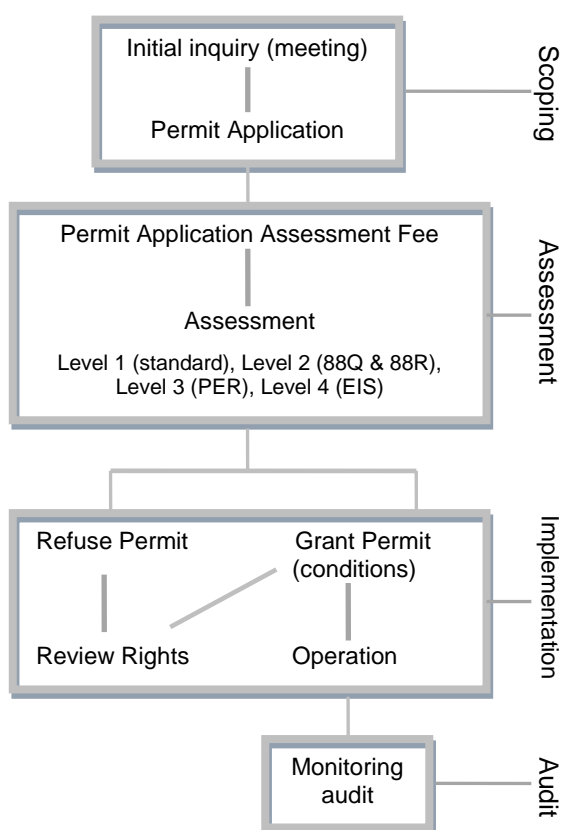 Initial inquiry (meeting)
Permit Application
Scoping
Permit Application Assessment Fee
Assessment
Level 1 (standard), Level 2 (88Q & 88R),
Level 3 (PER), Level 4 (EIS)
Assessment
Refuse Permit
Grant Permit
(conditions)
Review Rights
Operation
Implementation
Monitoring
audit
Audit